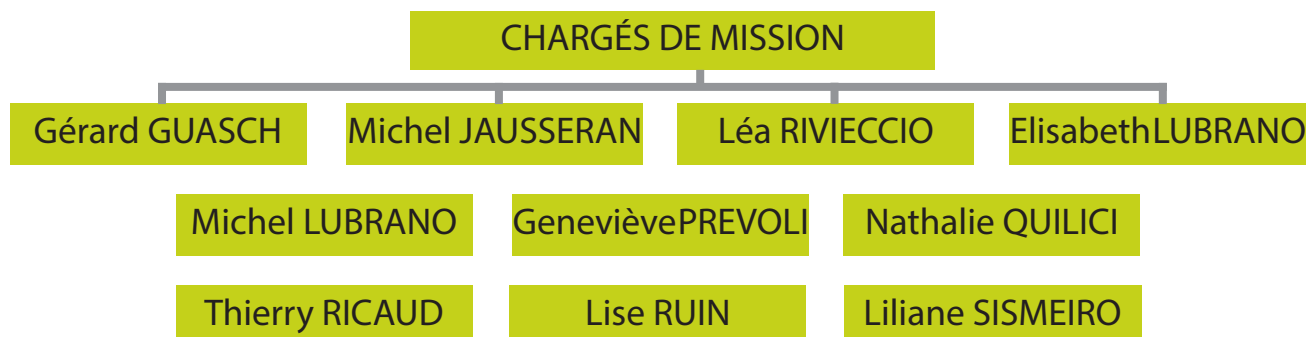 CHARGÉS DE MISSION
Gérard GUASCH
Michel JAUSSERAN
Léa RIVIECCIO
ElisabethLUBRANO
Michel LUBRANO
GenevièvePREVOLI
Nathalie QUILICI
Thierry RICAUD
Lise RUIN
Liliane SISMEIRO